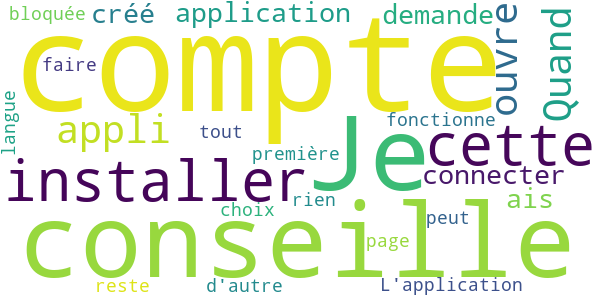 bloquée créé application demande
compte
faire
ouvre
Quand
langue
appli
tout
Je
fonctionne
cette
première
installer
connecter
rien
choix
ais
peut
conseille
page
reste
d'autre
L'application